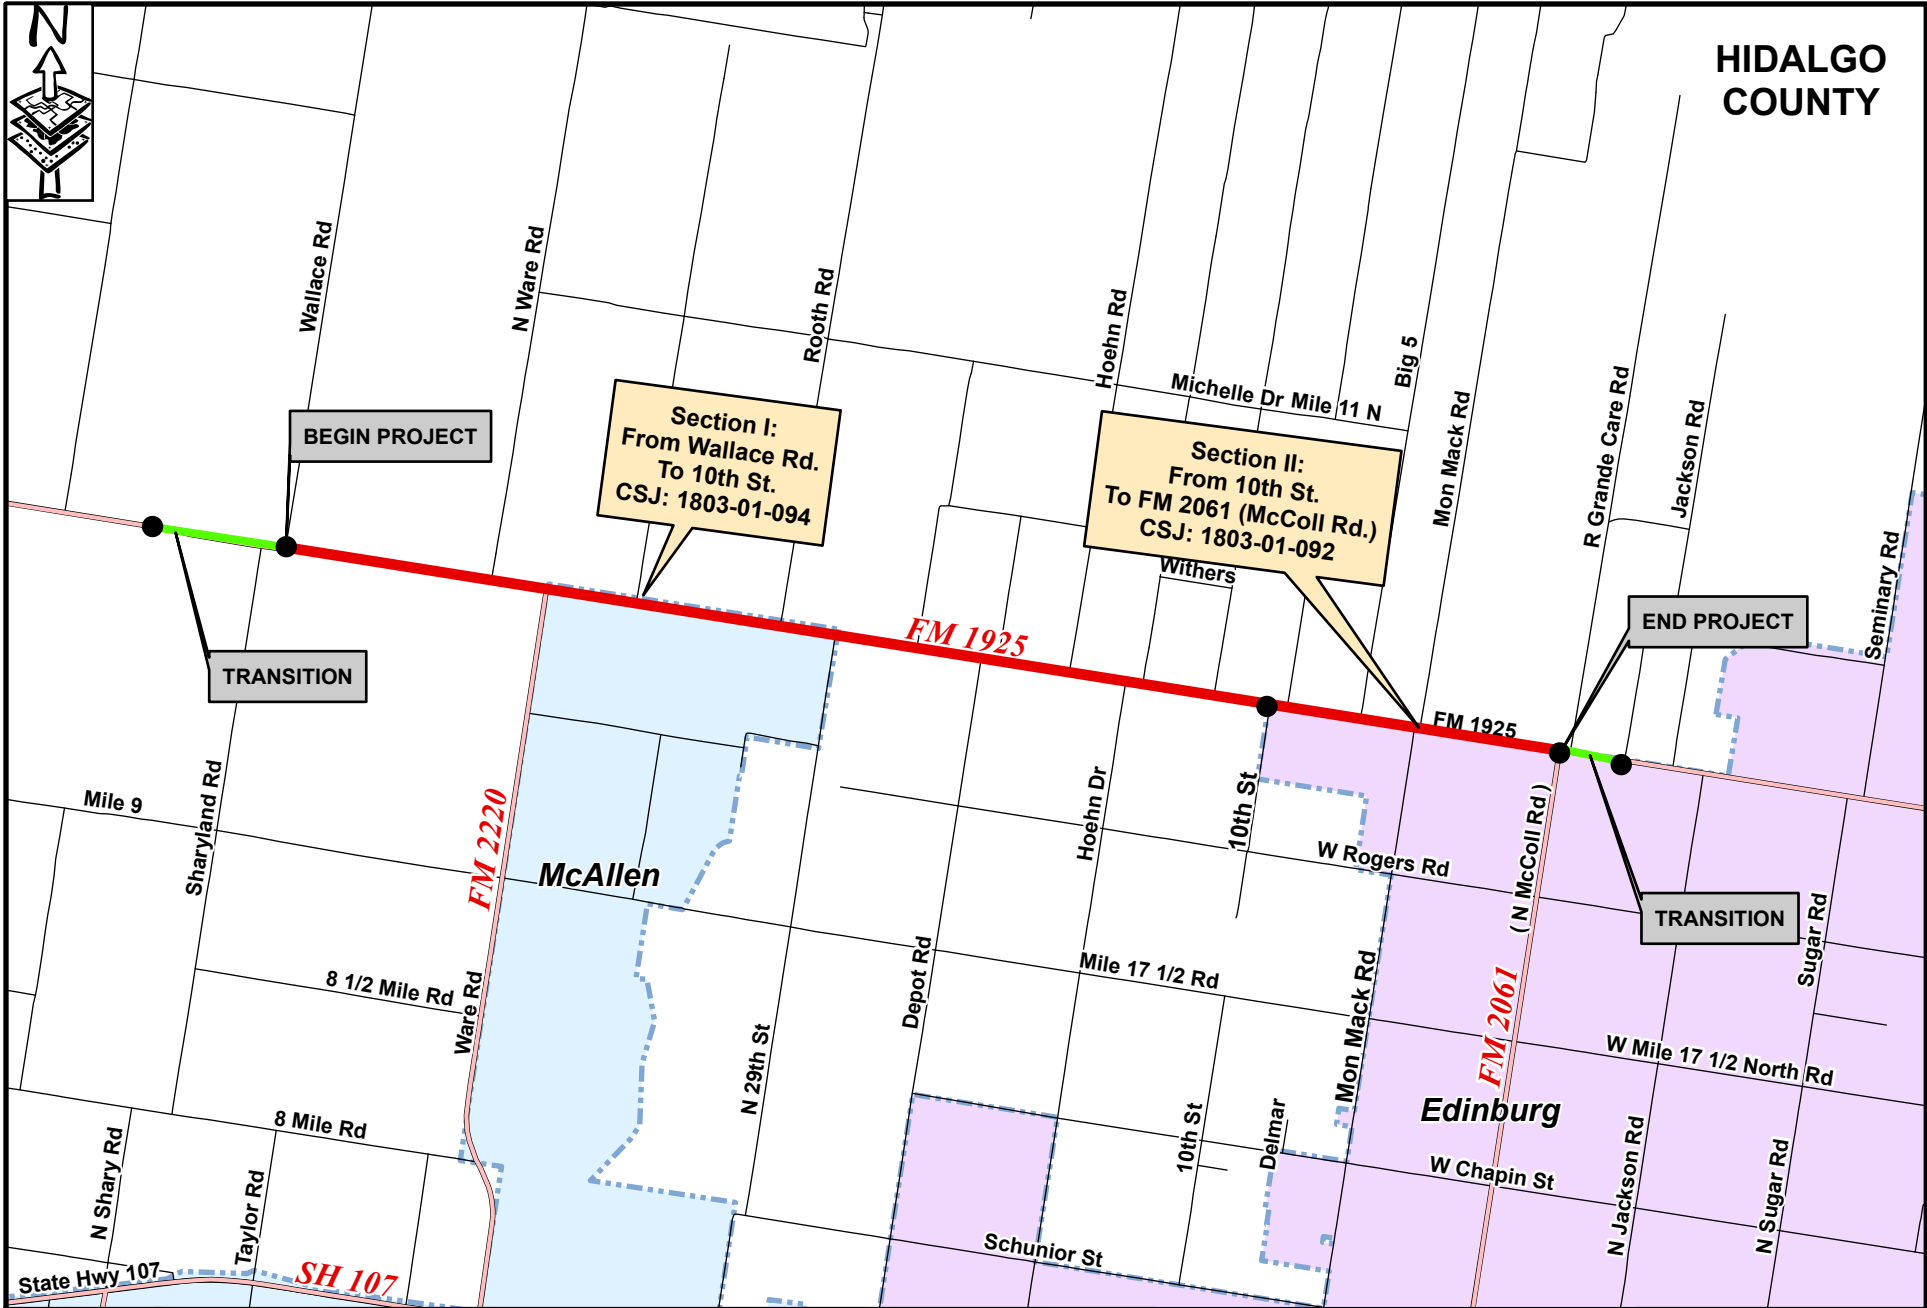 N
HIDALGO
COUNTY
Wallace Rd
N Ware Rd
Rooth Rd
Hoehn Rd
Big 5
Michelle Dr Mile 11 N
Mon Mack Rd
R Grande Care Rd
Jackson Rd
Seminary Rd
BEGIN PROJECT
Section I:
From Wallace Rd.
To 10th St.
CSJ: 1803-01-094
Section II:
From 10th St.
To FM 2061 (McColl Rd.)
CSJ: 1803-01-092
Withers
END PROJECT
TRANSITION
FM 1925
FM 1925
Mile 9
Sharyland Rd
FM 2220
McAllen
Hoehn Dr
10th St
W Rogers Rd
( N McColl Rd )
TRANSITION
Sugar Rd
8 1/2 Mile Rd
Ware Rd
N 29th St
Depot Rd
Mile 17 1/2 Rd
Mon Mack Rd
FM 2061
W Mile 17 1/2 North Rd
Edinburg
8 Mile Rd
N Shary Rd
Taylor Rd
10th St
Delmar
W Chapin St
N Jackson Rd
N Sugar Rd
Schunior St
State Hwy 107
SH 107